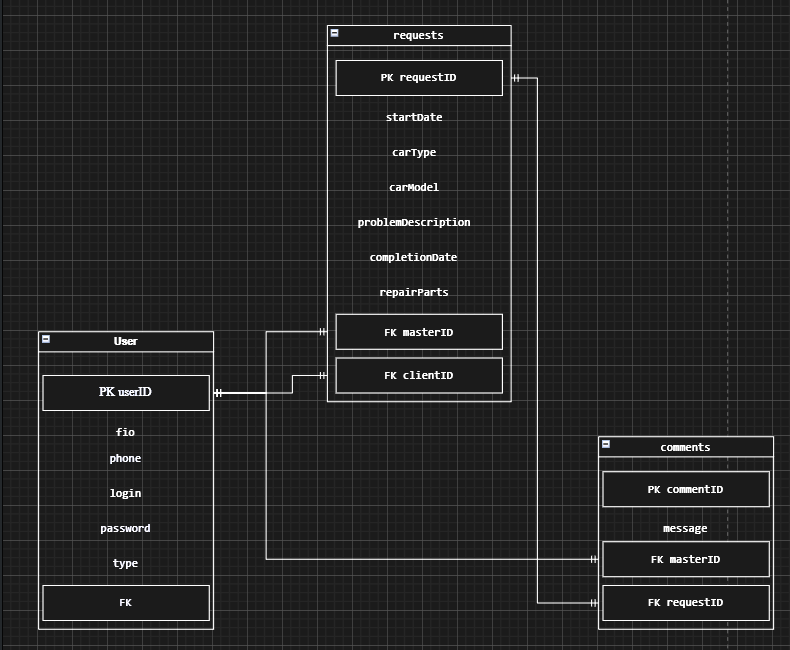 requests
PK requestID
startDate
carType
carModel
problemDescription
completionDate
repairParts
FK masterID
FK clientID
User
PK userID
fio
phone
login
password
type
FK
comments
PK commentID
message
FK masterID
FK requestID